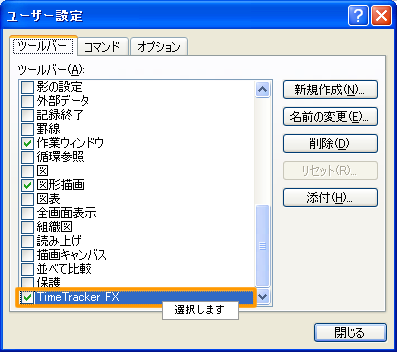 ユーザー設定
ツールバー コマンド オプション
ツールバー(A):
影の設定
外部データ
記録終了
罫線
作業ウィンドウ
循環参照
図
図形描画
図表
全画面表示
組織図
読み上げ
描画キャンバス
並べて比較
保護
TimeTracker FX
選択します
新規作成(N)...
名前の変更(E)...
削除(D)
リセット(R)...
添付(H)...
閉じる